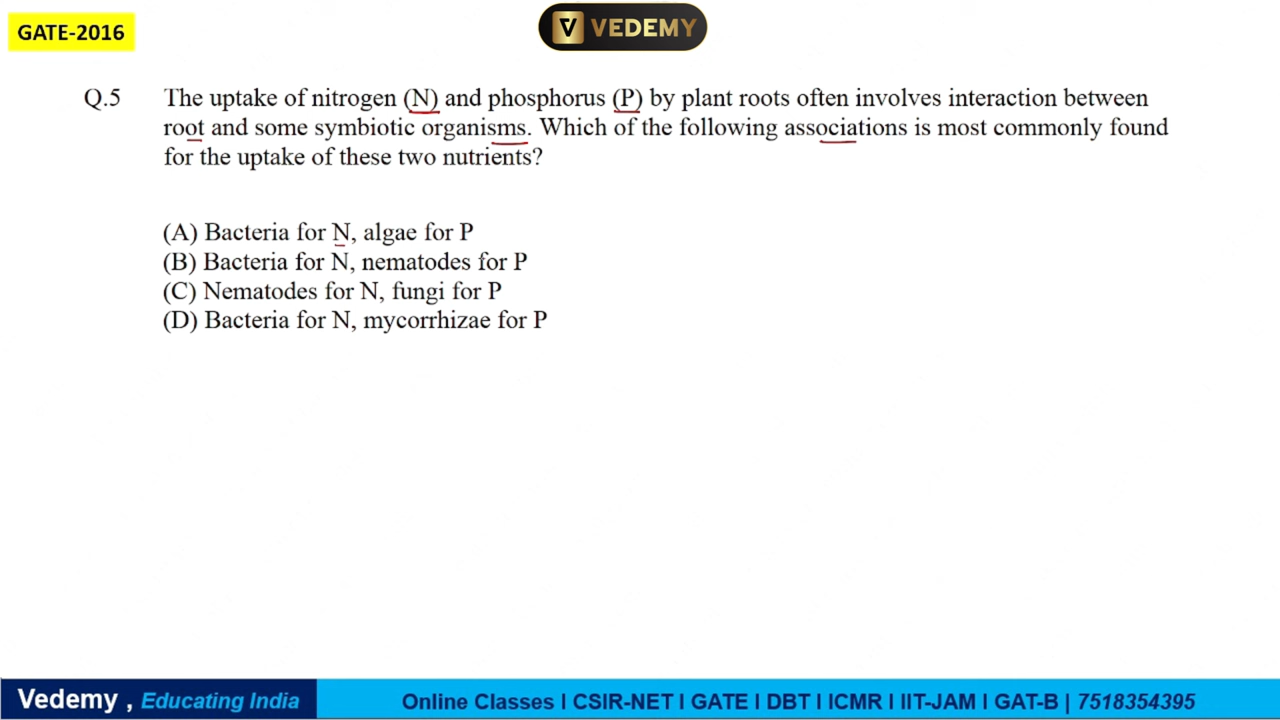 GATE-2016
VEDEMY
Q.5 The uptake of nitrogen (N) and phosphorus (P) by plant roots often involves interaction between
root and some symbiotic organisms. Which of the following associations is most commonly found
for the uptake of these two nutrients?
(A) Bacteria for N, algae for P
(B) Bacteria for N, nematodes for P
(C) Nematodes for N, fungi for P
(D) Bacteria for N, mycorrhizae for P
Vedemy , Educating India
Online Classes I CSIR-NET I GATE I DBT I ICMR I IIT-JAM I GAT-B | 7518354395